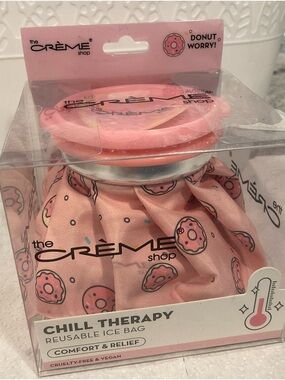 the
CRÈME®
shop
DONUT
WORRY!
the
CRÈME
shop
the
CRÈME®
shop
CHILL THERAPY
REUSABLE ICE BAG
COMFORT & RELIEF
CRUELTY-FREE & VEGAN